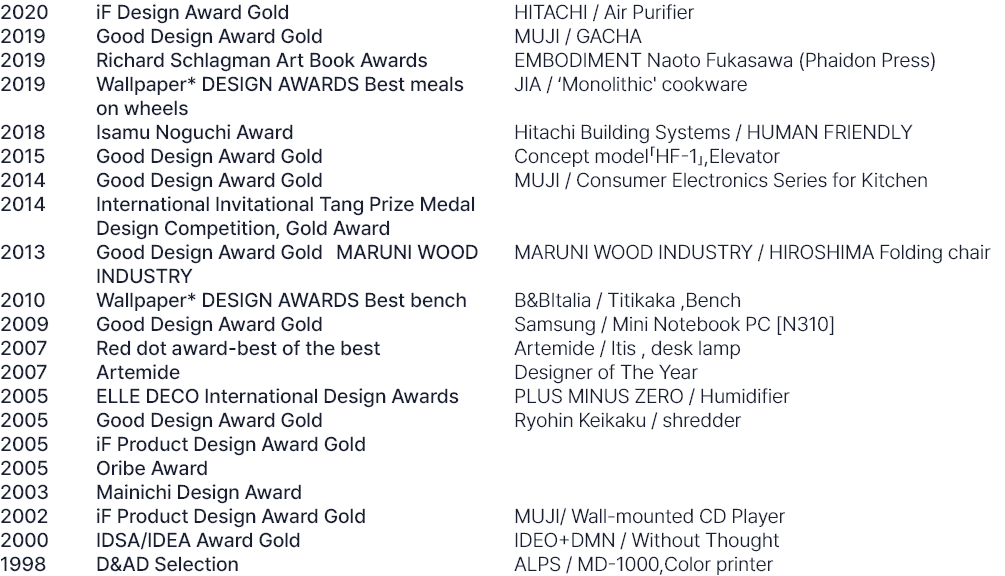 2020 iF Design Award Gold HITACHI / Air Purifier
2019 Good Design Award Gold MUJI / GACHA
2019 Richard Schlagman Art Book Awards EMBODIMENT Naoto Fukasawa (Phaidon Press)
2019 Wallpaper* DESIGN AWARDS Best meals JIA / ‘Monolithic' cookware
on wheels
2018 Isamu Noguchi Award Hitachi Building Systems / HUMAN FRIENDLY
2015 Good Design Award Gold Concept model「HF-1」,Elevator
2014 Good Design Award Gold MUJI / Consumer Electronics Series for Kitchen
2014 International Invitational Tang Prize Medal
Design Competition, Gold Award
2013 Good Design Award Gold MARUNI WOOD MARUNI WOOD INDUSTRY / HIROSHIMA Folding chair
INDUSTRY
2010 Wallpaper* DESIGN AWARDS Best bench B&BItalia / Titikaka ,Bench
2009 Good Design Award Gold Samsung / Mini Notebook PC [N310]
2007 Red dot award-best of the best Artemide / Itis , desk lamp
2007 Artemide Designer of The Year
2005 ELLE DECO International Design Awards PLUS MINUS ZERO / Humidifier
2005 Good Design Award Gold Ryohin Keikaku / shredder
2005 iF Product Design Award Gold
2005 Oribe Award
2003 Mainichi Design Award
2002 iF Product Design Award Gold MUJI/ Wall-mounted CD Player
2000 IDSA/IDEA Award Gold IDEO+DMN / Without Thought
1998 D&AD Selection ALPS / MD-1000,Color printer